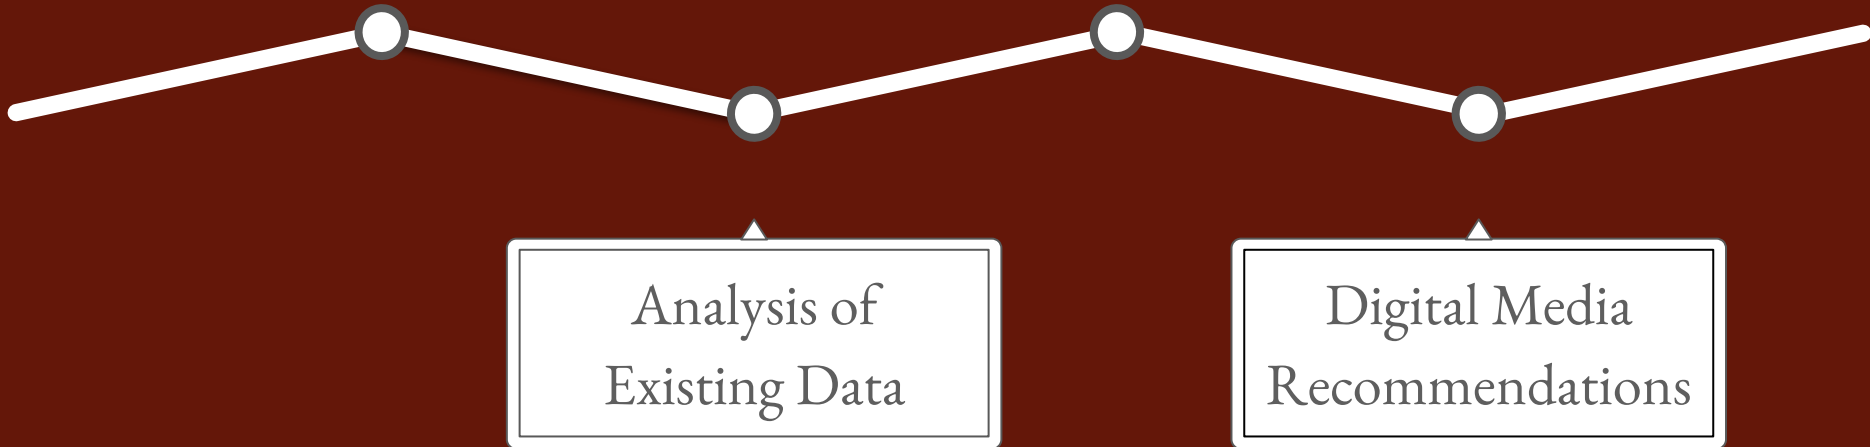 Analysis of
Existing Data
Digital Media
Recommendations